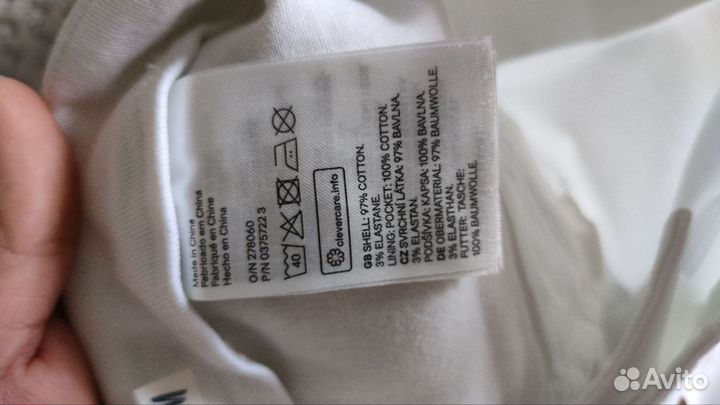 Made in China
Fabricado em China
Fabriqué en China
Hecho en China
O/N 278060
P/N 0375722 3
40
clevercare.info
GB SHELL: 97% COTTON.
3% ELASTANE.
LINING: POCKET: 100% COTTON.
CZ SVRCHNÍ LÁTKA: 97% BAVLNA.
3% ELASTAN.
PODŠÍVKA: KAPSA: 100% BAVLNA.
DE OBERMATERIAL: 97% BAUMWOLLE.
3% ELASTHAN.
FUTTER: TASCHE:
100% BAUMWOLLE.
Avito